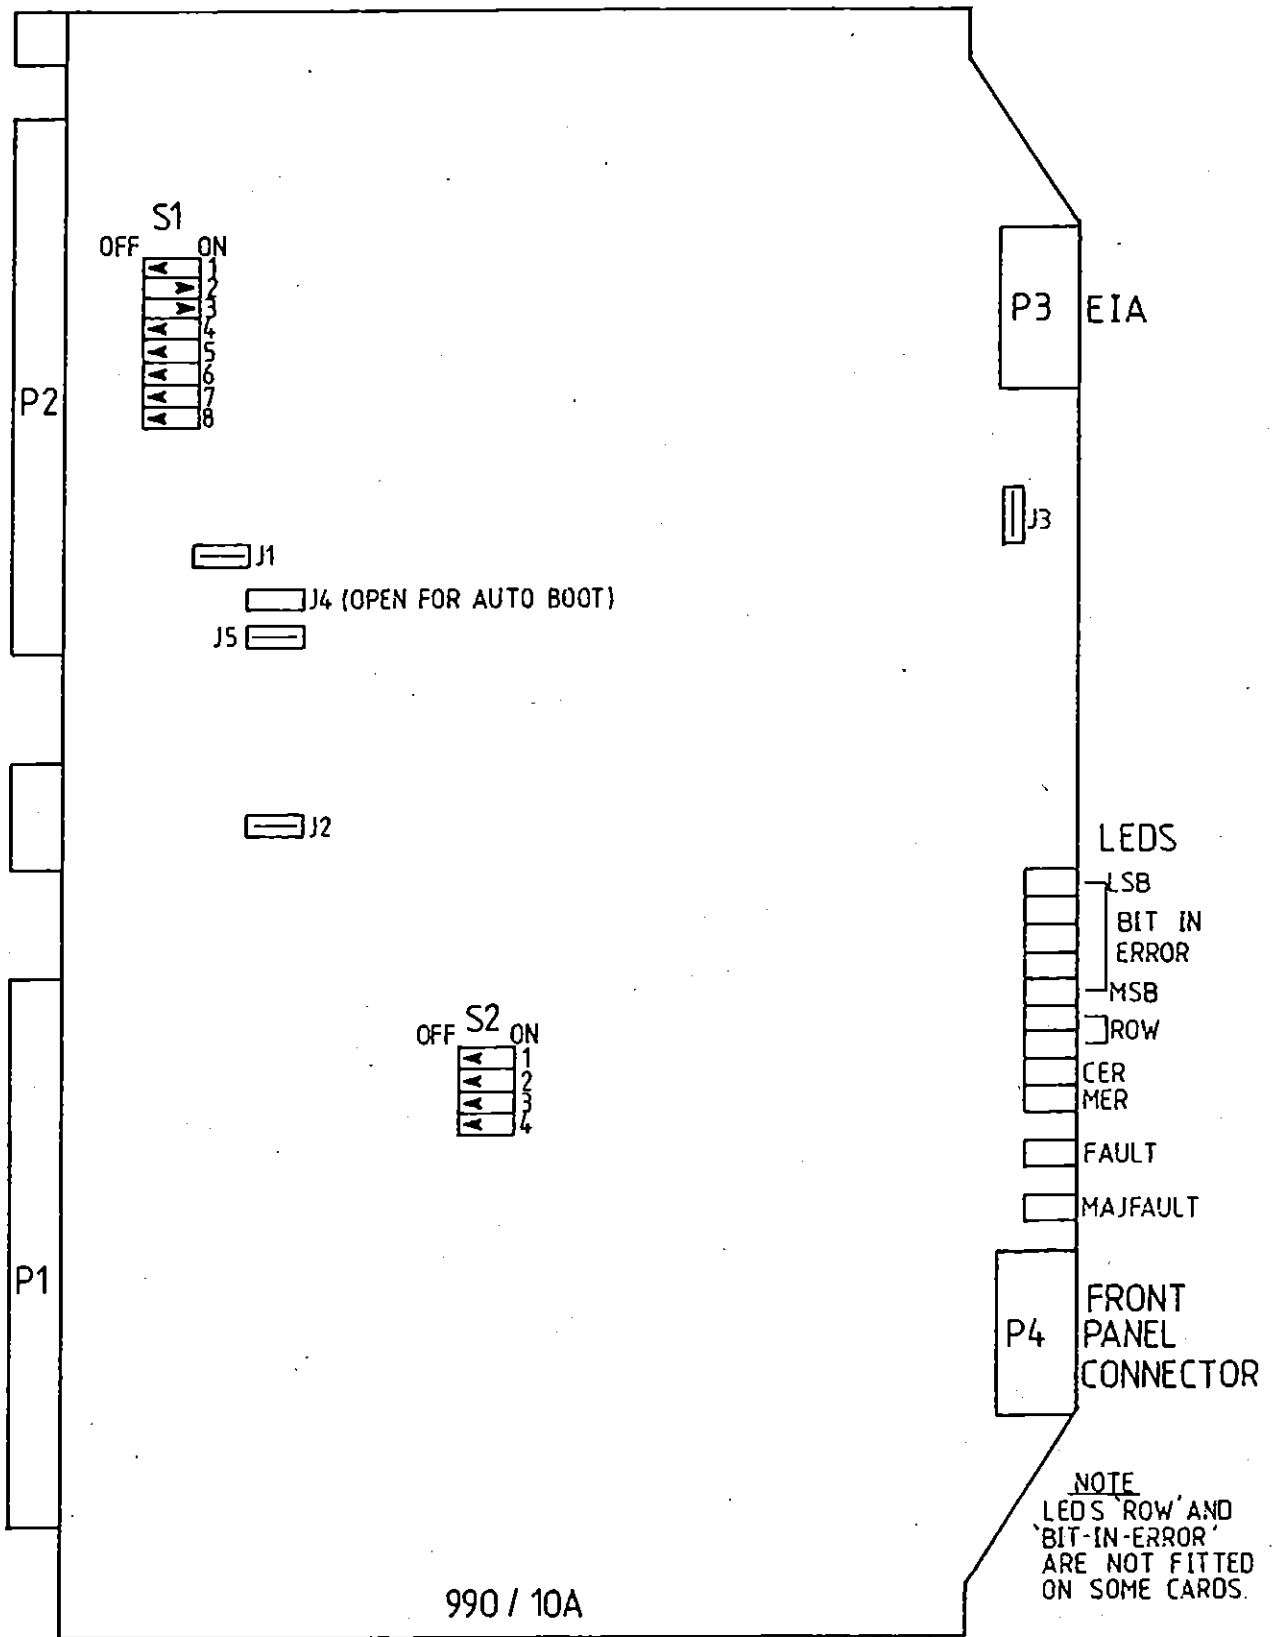 S1
OFF ON
1
2
3
4
5
6
7
8
P2
P3 EIA
J3
J1
J4 (OPEN FOR AUTO BOOT)
J5
J2
LEDS
LSB
BIT IN
ERROR
MSB
ROW
CER
MER
FAULT
MAJFAULT
S2
OFF ON
1
2
3
4
P1
P4
FRONT
PANEL
CONNECTOR
NOTE
LEDS 'ROW' AND
'BIT-IN-ERROR'
ARE NOT FITTED
ON SOME CARDS.
990 / 10A